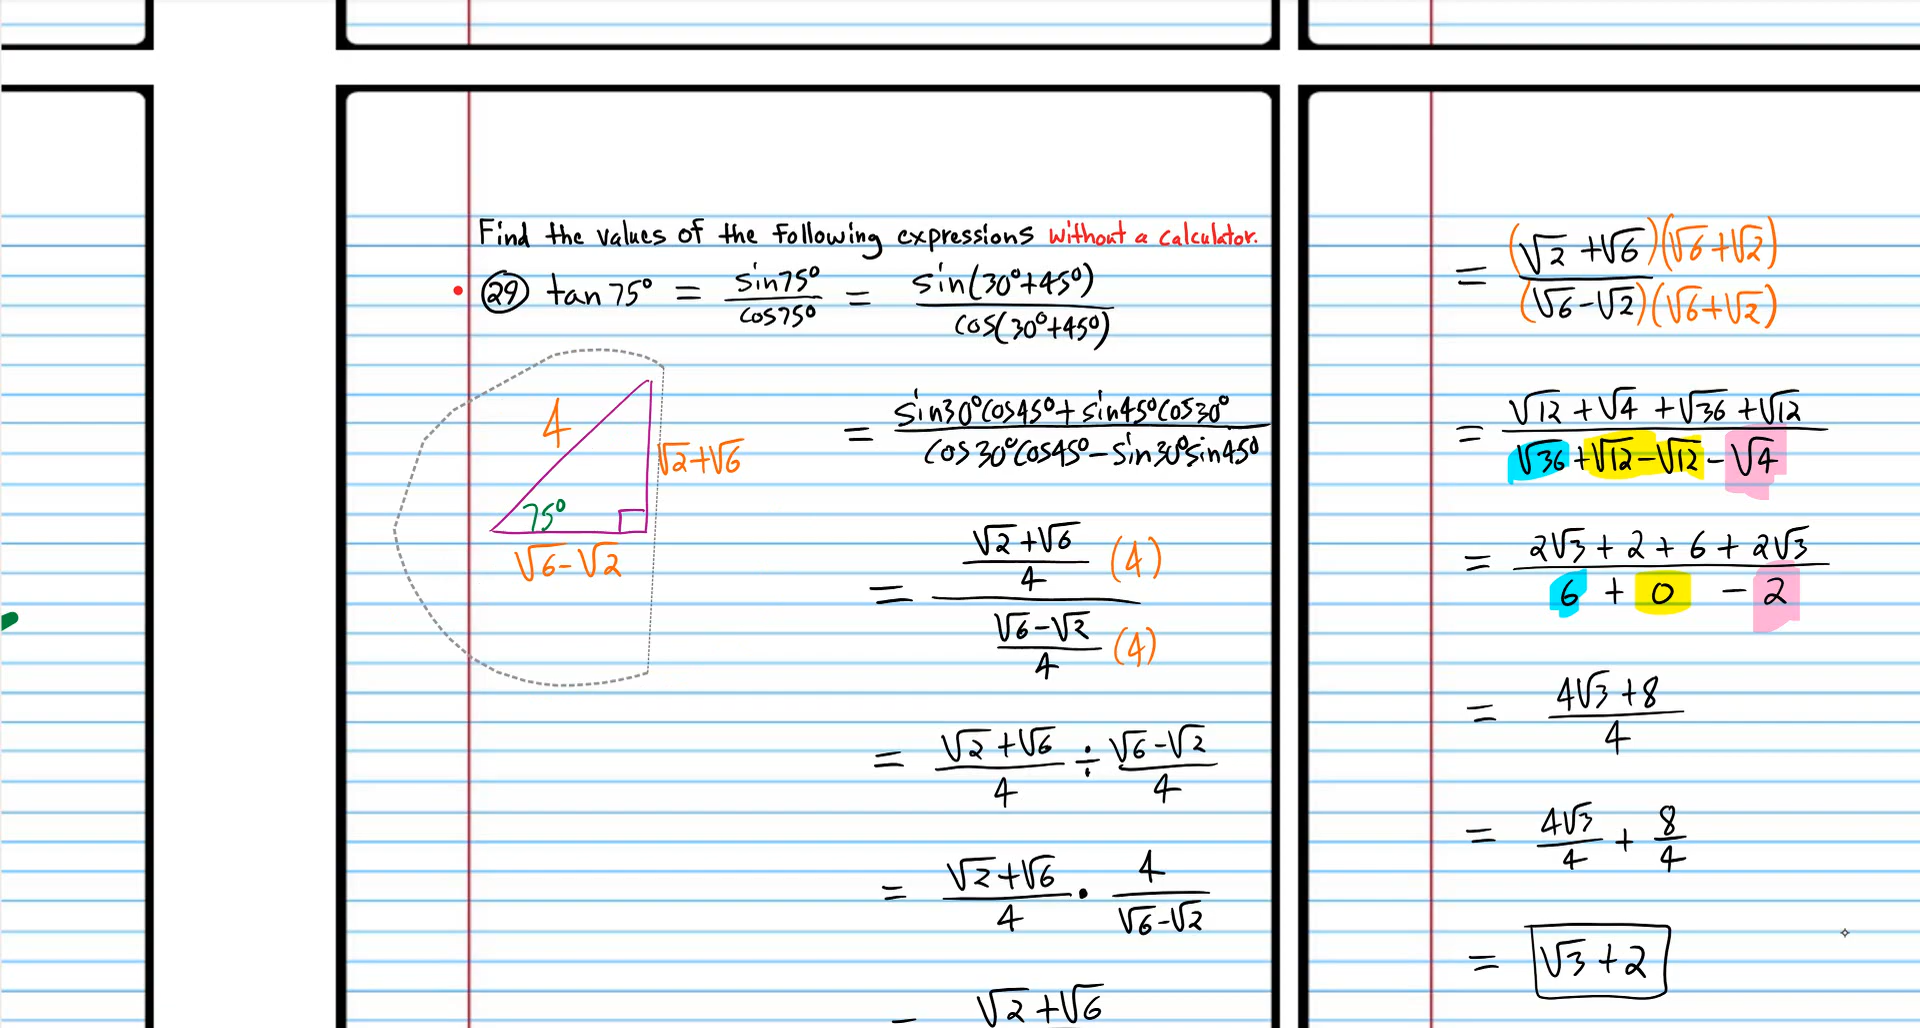 Find the values of the following expressions without a calculator.
• 29 tan 75° = sin75°/cos75° = sin(30°+45°)/cos(30°+45°)
4
√2+√6
75°
√6-√2
= (sin30°cos45°+sin45°cos30°)/(cos30°cos45°-sin30°sin45°)
= ((√2+√6)/4 (4))/((√6-√2)/4 (4))
= (√2+√6)/4 ÷ (√6-√2)/4
= (√2+√6)/4 • 4/(√6-√2)
= √2+√6
= ((√2+√6)(√6+√2))/((√6-√2)(√6+√2))
= (√12+√4+√36+√12)/(√36+√12-√12-√4)
= (2√3+2+6+2√3)/(6+0-2)
= (4√3+8)/4
= 4√3/4 + 8/4
= √3+2